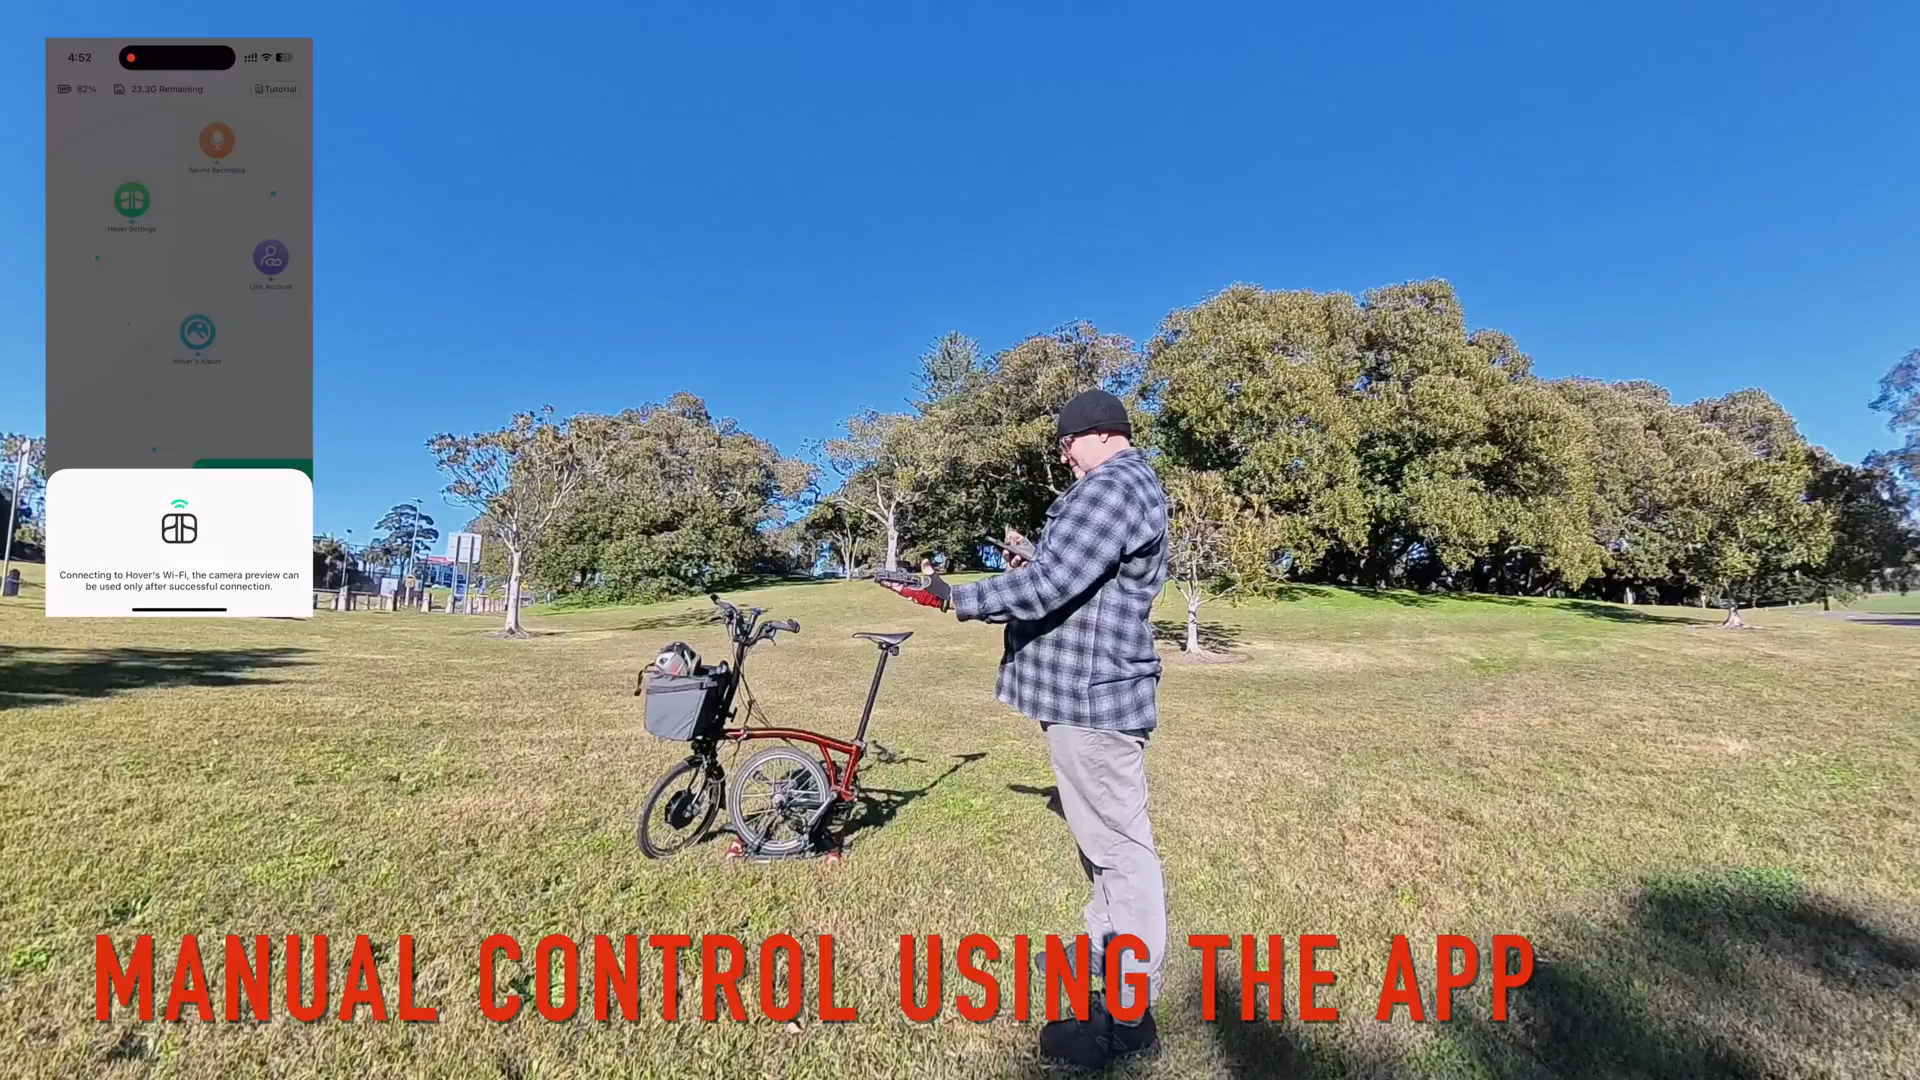 4:52
82% 23.3G Remaining Tutorial
Sound Recording
Hover Settings
Link Account
Hover's Album
Connecting to Hover's Wi-Fi, the camera preview can
be used only after successful connection.
MANUAL CONTROL USING THE APP